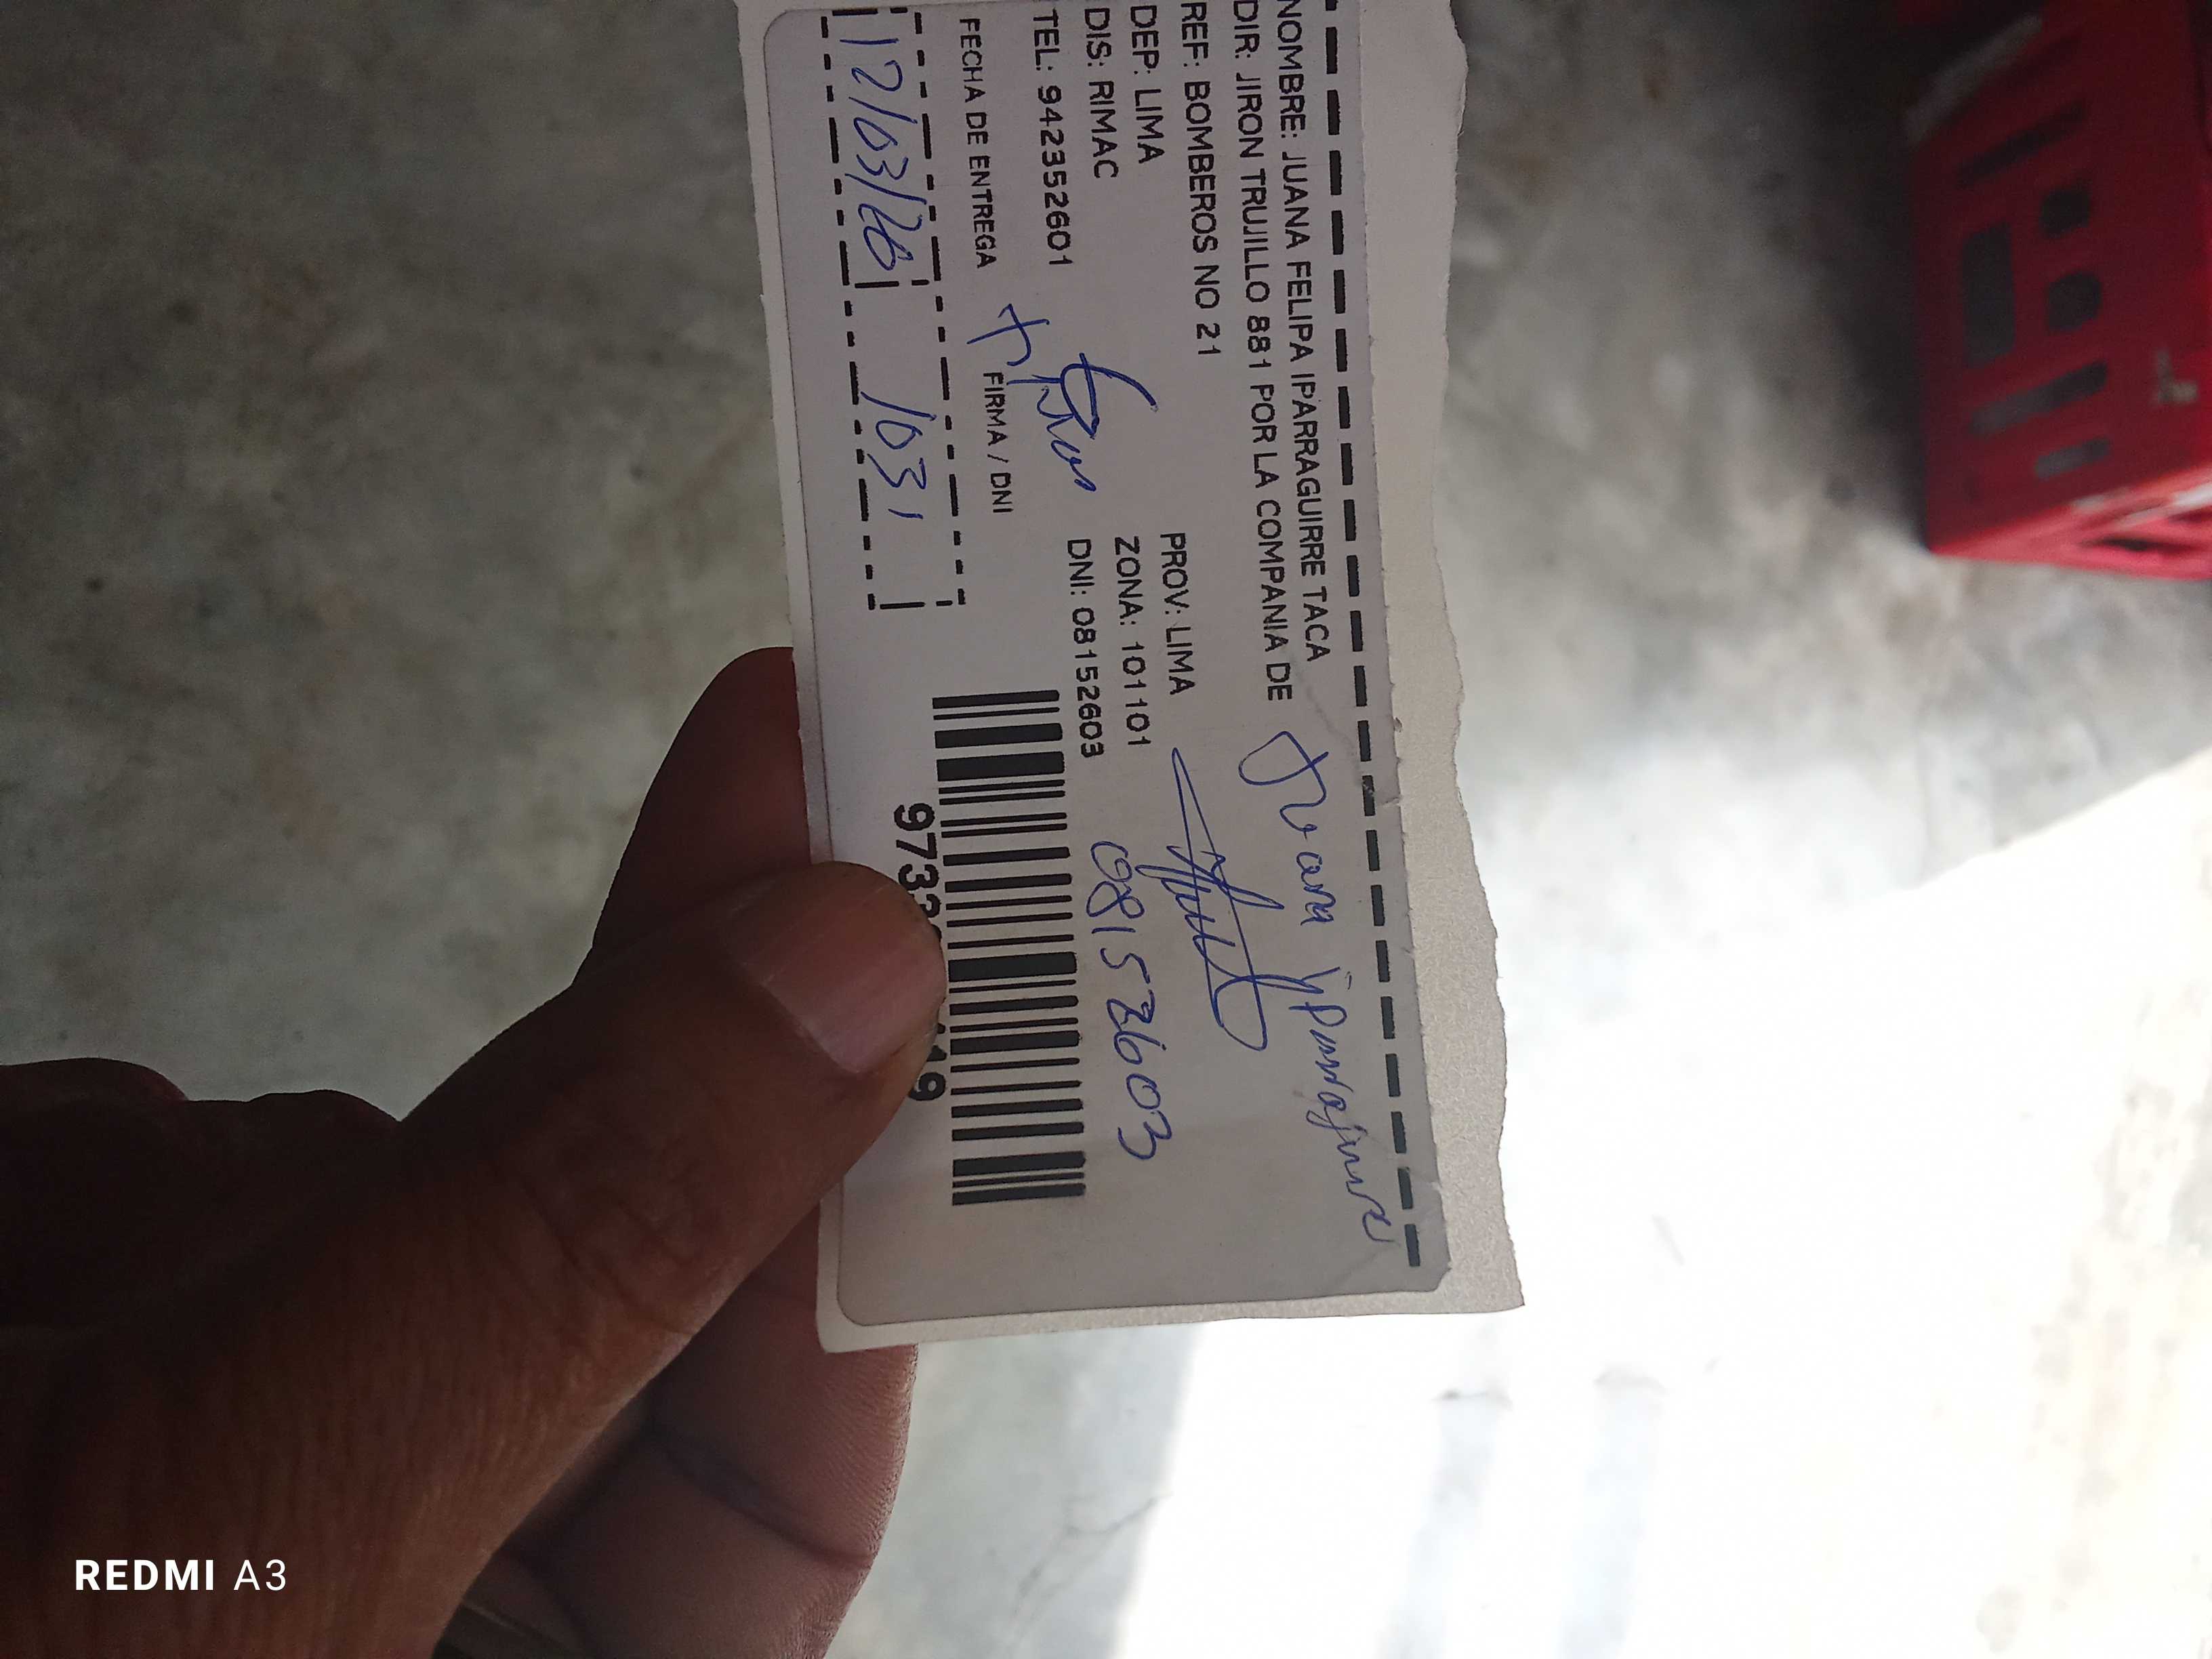 NOMBRE: JUANA FELIPA IPARRAGUIRRE TACA
DIR: JIRON TRUJILLO 881 POR LA COMPANIA DE
REF: BOMBEROS NO 21
DEP: LIMA PROV: LIMA
DIS: RIMAC ZONA: 101101
TEL: 942352601 DNI: 08152603
Juana Iparraguirre
08152603
FECHA DE ENTREGA FIRMA / DNI
12/03/26 1031
REDMI A3